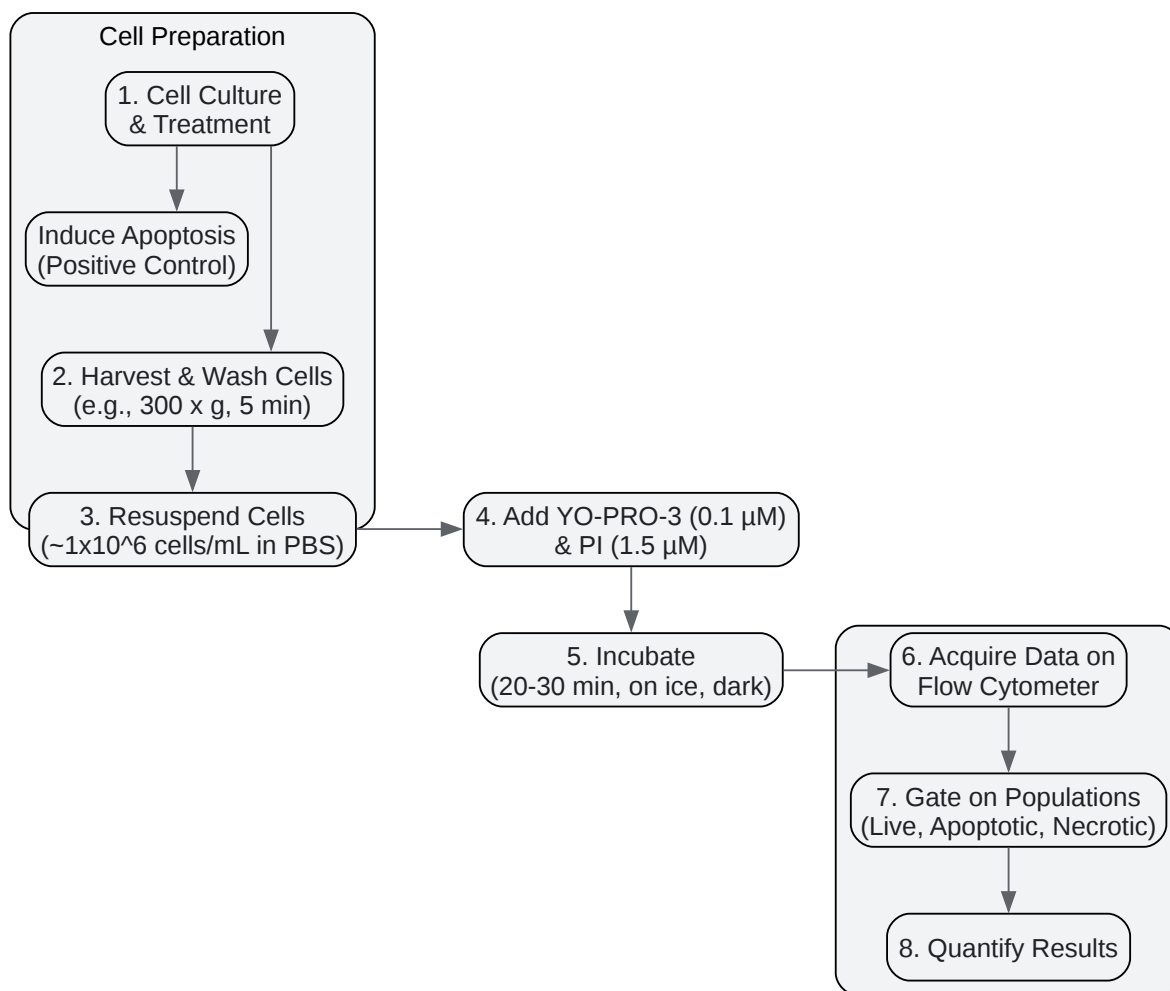 Cell Preparation
1. Cell Culture
& Treatment
Induce Apoptosis
(Positive Control)
2. Harvest & Wash Cells
(e.g., 300 x g, 5 min)
3. Resuspend Cells
(~1x10^6 cells/mL in PBS)
4. Add YO-PRO-3 (0.1 µM)
& PI (1.5 µM)
5. Incubate
(20-30 min, on ice, dark)
6. Acquire Data on
Flow Cytometer
7. Gate on Populations
(Live, Apoptotic, Necrotic)
8. Quantify Results